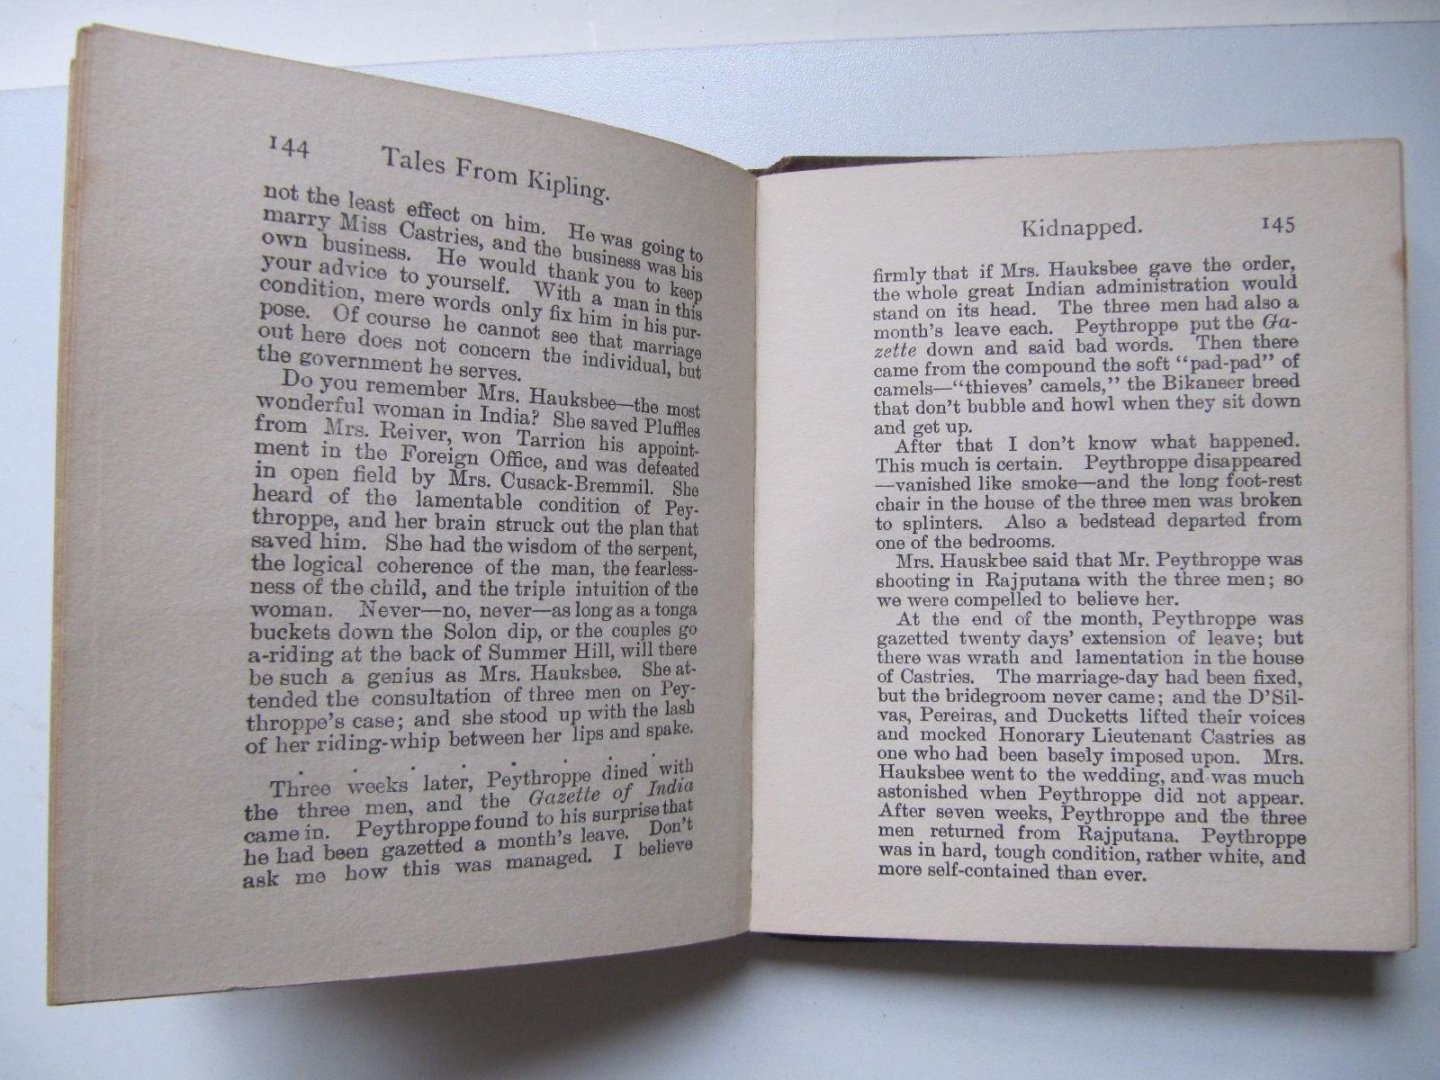 144 Tales From Kipling.
not the least effect on him. He was going to
marry Miss Castries, and the business was his
own business. He would thank you to keep
your advice to yourself. With a man in this
condition, mere words only fix him in his pur-
pose. Of course he cannot see that marriage
out here does not concern the individual, but
the government he serves.
Do you remember Mrs. Hauksbee—the most
wonderful woman in India? She saved Pluffles
from Mrs. Reiver, won Tarrion his appoint-
ment in the Foreign Office, and was defeated
in open field by Mrs. Cusack-Bremmil. She
heard of the lamentable condition of Pey-
throppe, and her brain struck out the plan that
saved him. She had the wisdom of the serpent,
the logical coherence of the man, the fearless-
ness of the child, and the triple intuition of the
woman. Never—no, never—as long as a tonga
buckets down the Solon dip, or the couples go
a-riding at the back of Summer Hill, will there
be such a genius as Mrs. Hauksbee. She at-
tended the consultation of three men on Pey-
throppe's case; and she stood up with the lash
of her riding-whip between her lips and spake.
. . . . . . . .
Three weeks later, Peythroppe dined with
the three men, and the Gazette of India
came in. Peythroppe found to his surprise that
he had been gazetted a month's leave. Don't
ask me how this was managed. I believe
Kidnapped. 145
firmly that if Mrs. Hauksbee gave the order,
the whole great Indian administration would
stand on its head. The three men had also a
month's leave each. Peythroppe put the Ga-
zette down and said bad words. Then there
came from the compound the soft "pad-pad" of
camels—"thieves' camels," the Bikaneer breed
that don't bubble and howl when they sit down
and get up.
After that I don't know what happened.
This much is certain. Peythroppe disappeared
—vanished like smoke—and the long foot-rest
chair in the house of the three men was broken
to splinters. Also a bedstead departed from
one of the bedrooms.
Mrs. Hauskbee said that Mr. Peythroppe was
shooting in Rajputana with the three men; so
we were compelled to believe her.
At the end of the month, Peythroppe was
gazetted twenty days' extension of leave; but
there was wrath and lamentation in the house
of Castries. The marriage-day had been fixed,
but the bridegroom never came; and the D'Sil-
vas, Pereiras, and Ducketts lifted their voices
and mocked Honorary Lieutenant Castries as
one who had been basely imposed upon. Mrs.
Hauksbee went to the wedding, and was much
astonished when Peythroppe did not appear.
After seven weeks, Peythroppe and the three
men returned from Rajputana. Peythroppe
was in hard, tough condition, rather white, and
more self-contained than ever.